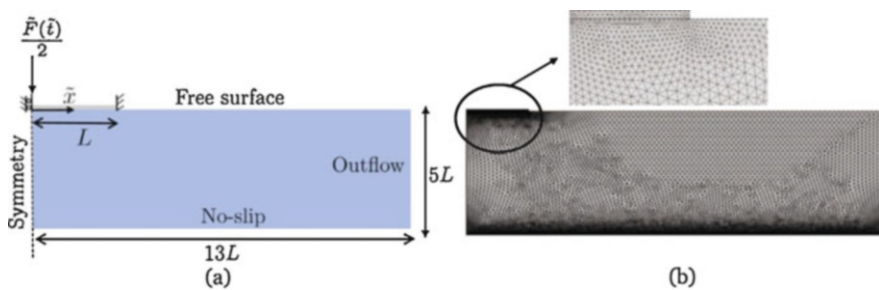 F̃(t̃)
2
x̃
Free surface
L
Symmetry
Outflow
5L
No-slip
13L
(a)
(b)